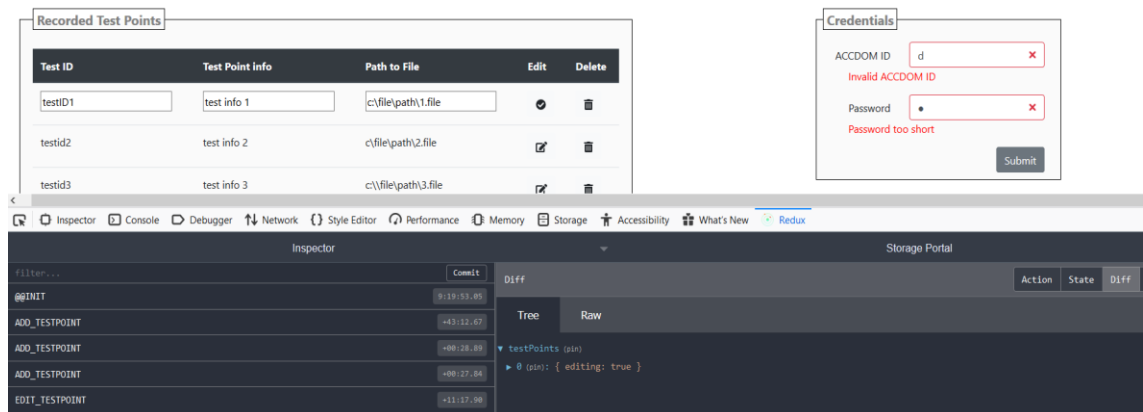 Recorded Test Points
Test ID Test Point info Path to File Edit Delete
testID1 test info 1 c:\file\path\1.file
testid2 test info 2 c\file\path\2.file
testid3 test info 3 c:\\file\path\3.file
Credentials
ACCDOM ID d
Invalid ACCDOM ID
Password
Password too short
Submit
Inspector Console Debugger Network Style Editor Performance Memory Storage Accessibility What's New Redux
Inspector Storage Portal
filter... Commit
@@INIT 9:19:53.05
ADD_TESTPOINT +43:12.67
ADD_TESTPOINT +00:28.89
ADD_TESTPOINT +00:27.84
EDIT_TESTPOINT +11:17.90
Diff Action State Diff
Tree Raw
testPoints (pin)
0 (pin): { editing: true }